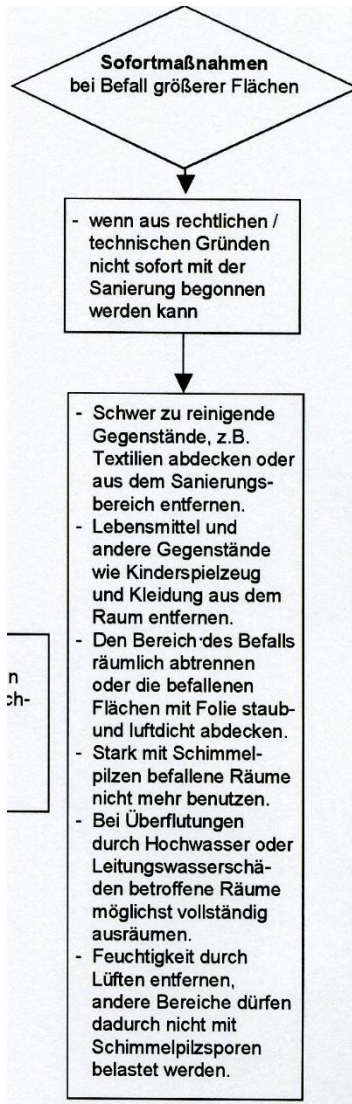 Sofortmaßnahmen
bei Befall größerer Flächen
- wenn aus rechtlichen /
technischen Gründen
nicht sofort mit der
Sanierung begonnen
werden kann
- Schwer zu reinigende
Gegenstände, z.B.
Textilien abdecken oder
aus dem Sanierungs-
bereich entfernen.
- Lebensmittel und
andere Gegenstände
wie Kinderspielzeug
und Kleidung aus dem
Raum entfernen.
- Den Bereich des Befalls
räumlich abtrennen
oder die befallenen
Flächen mit Folie staub-
und luftdicht abdecken.
- Stark mit Schimmel-
pilzen befallene Räume
nicht mehr benutzen.
- Bei Überflutungen
durch Hochwasser oder
Leitungswasserschä-
den betroffene Räume
möglichst vollständig
ausräumen.
- Feuchtigkeit durch
Lüften entfernen,
andere Bereiche dürfen
dadurch nicht mit
Schimmelpilzsporen
belastet werden.